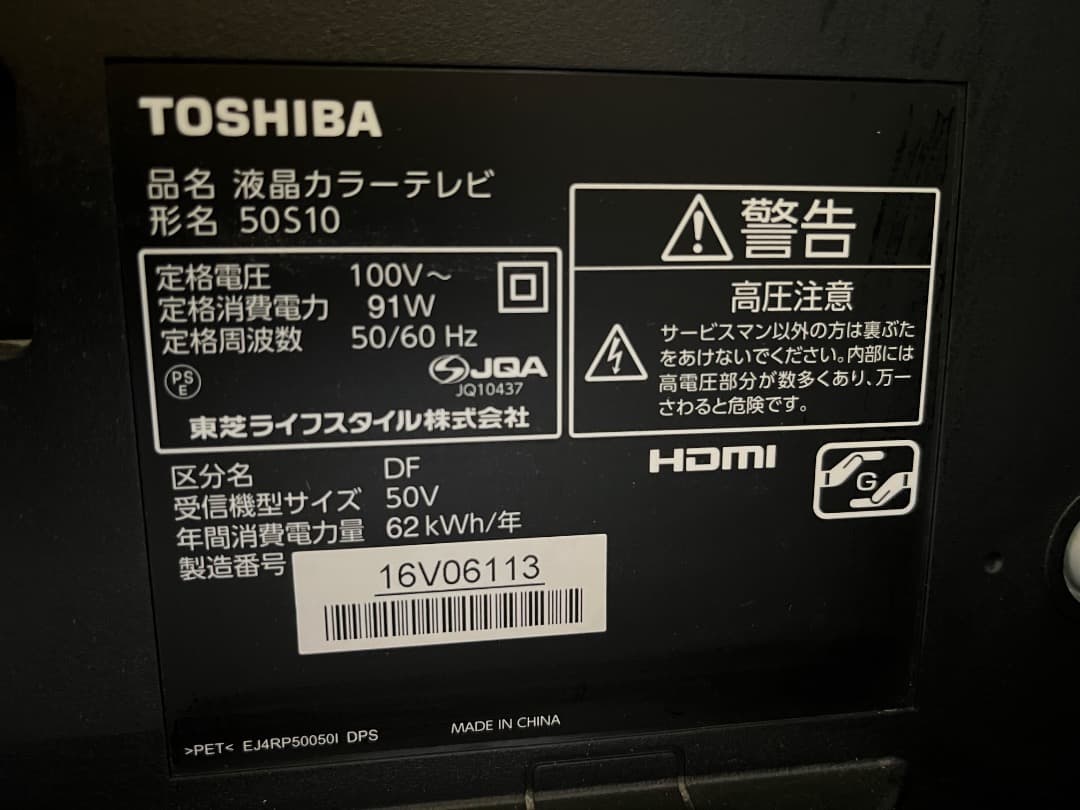 TOSHIBA
品名 液晶カラーテレビ
形名 50S10
定格電圧 100V～
定格消費電力 91W
定格周波数 50/60 Hz
PS
E
JQA
JQ10437
東芝ライフスタイル株式会社
警告
高圧注意
サービスマン以外の方は裏ぶた
をあけないでください。内部には
高電圧部分が数多くあり、万一
さわると危険です。
HDMI
G
区分名 DF
受信機型サイズ 50V
年間消費電力量 62kWh/年
製造番号
16V06113
>PET< EJ4RP50050I DPS
MADE IN CHINA